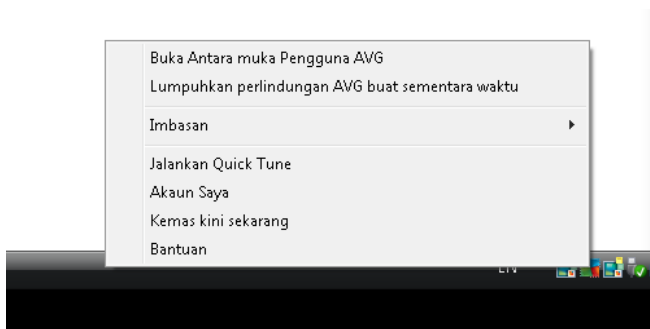 Buka Antara muka Pengguna AVG
Lumpuhkan perlindungan AVG buat sementara waktu
Imbasan
Jalankan Quick Tune
Akaun Saya
Kemas kini sekarang
Bantuan
EN